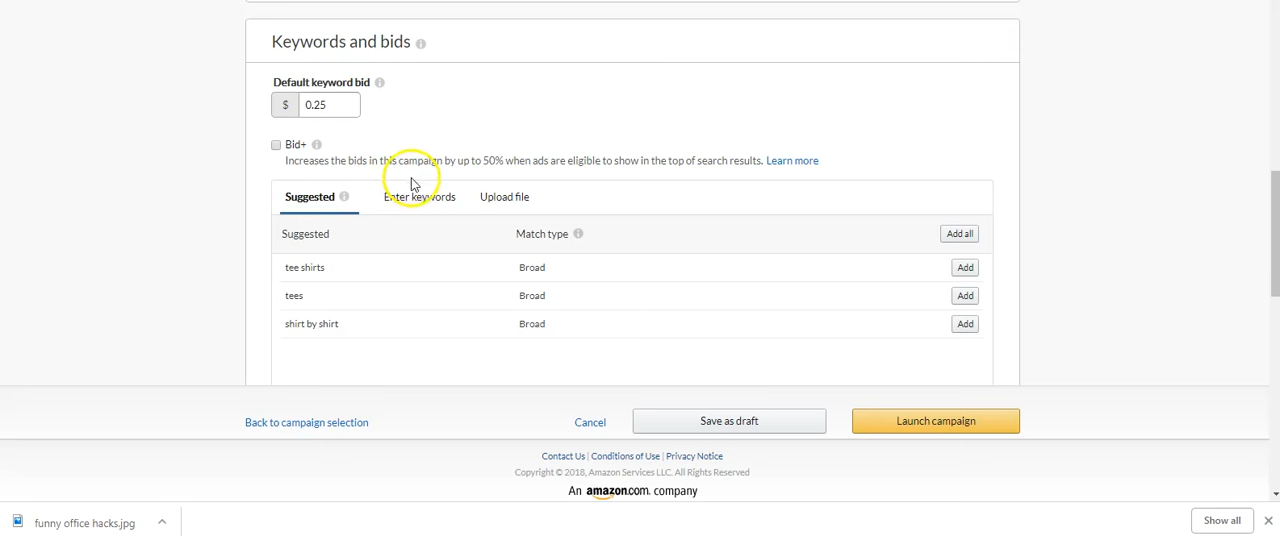 Keywords and bids
Default keyword bid
$ 0.25
Bid+
Increases the bids in this campaign by up to 50% when ads are eligible to show in the top of search results. Learn more
Suggested Enter keywords Upload file
Suggested Match type Add all
tee shirts Broad Add
tees Broad Add
shirt by shirt Broad Add
Back to campaign selection Cancel Save as draft Launch campaign
Contact Us | Conditions of Use | Privacy Notice
Copyright © 2018, Amazon Services LLC. All Rights Reserved
An amazon.com company
funny office hacks.jpg Show all